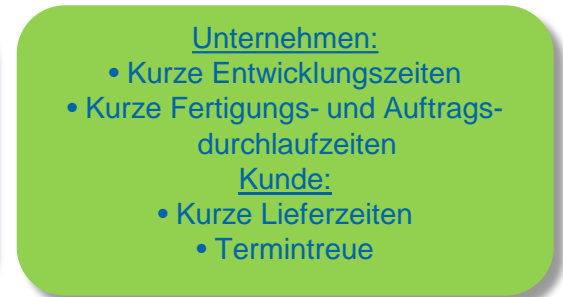 Unternehmen:
• Kurze Entwicklungszeiten
• Kurze Fertigungs- und Auftrags-
durchlaufzeiten
Kunde:
• Kurze Lieferzeiten
• Termintreue